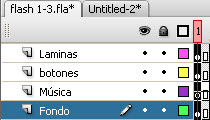 flash 1-3.fla* Untitled-2*
1
Laminas
botones
Música
Fondo